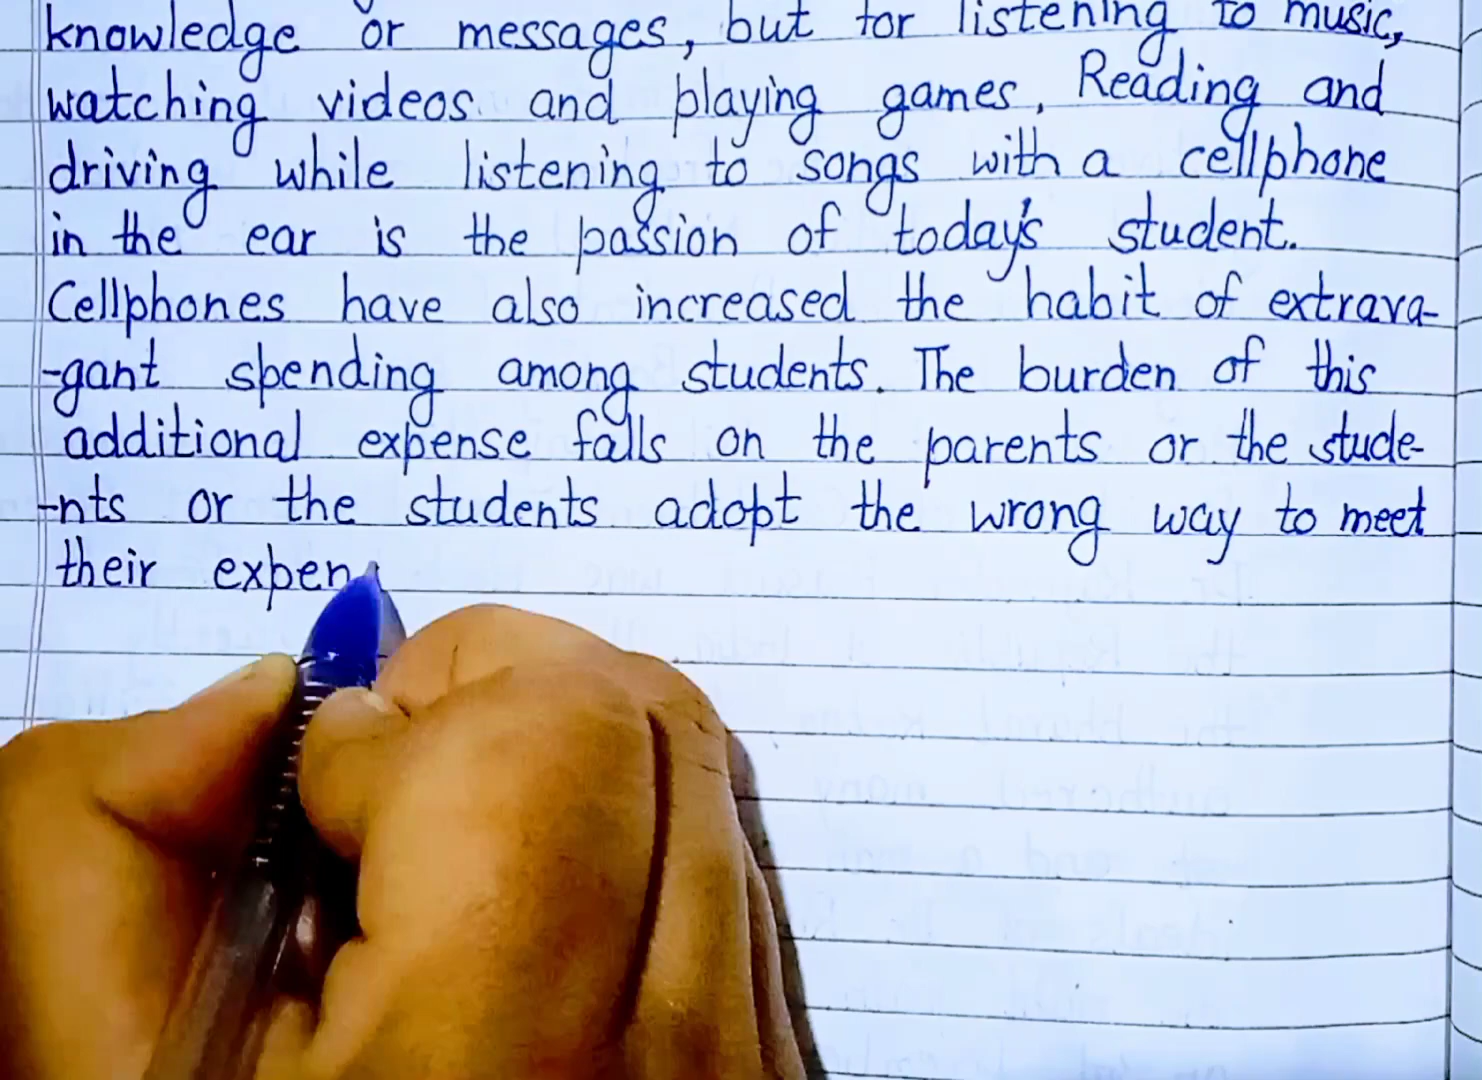 knowledge or messages, but for listening to music,
watching videos and playing games. Reading and
driving while listening to songs with a cellphone
in the ear is the passion of today's student.
Cellphones have also increased the habit of extrava-
-gant spending among students. The burden of this
additional expense falls on the parents or the stude-
-nts or the students adopt the wrong way to meet
their expen